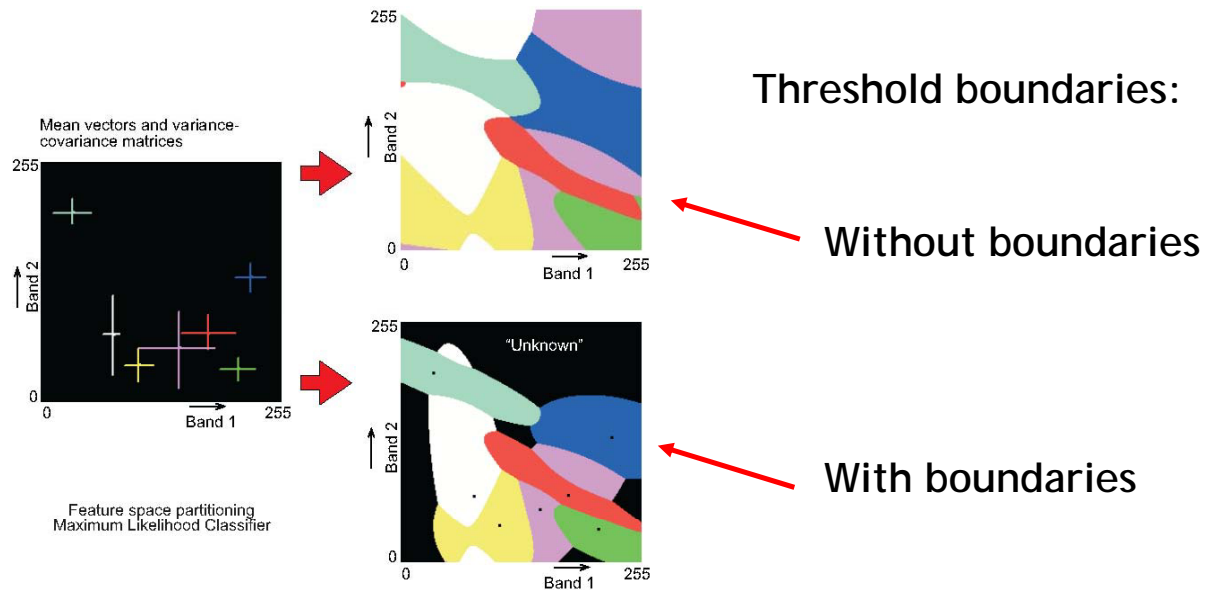 Mean vectors and variance-
covariance matrices
255
Band 2
0
0
Band 1
255
Feature space partitioning
Maximum Likelihood Classifier
255
Band 2
0
0
Band 1
255
255
"Unknown"
Band 2
0
0
Band 1
255
Threshold boundaries:
Without boundaries
With boundaries